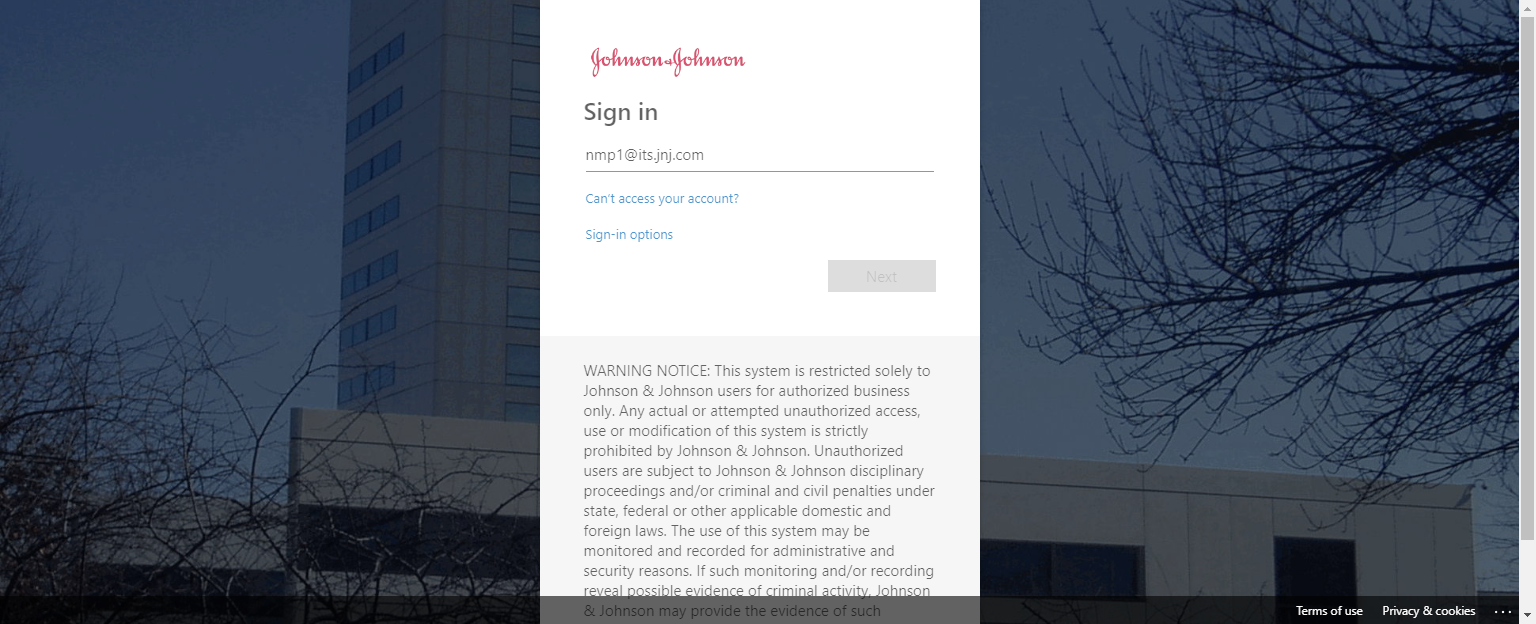 Johnson & Johnson
Sign in
nmp1@its.jnj.com
Can't access your account?
Sign-in options
Next
WARNING NOTICE: This system is restricted solely to
Johnson & Johnson users for authorized business
only. Any actual or attempted unauthorized access,
use or modification of this system is strictly
prohibited by Johnson & Johnson. Unauthorized
users are subject to Johnson & Johnson disciplinary
proceedings and/or criminal and civil penalties under
state, federal or other applicable domestic and
foreign laws. The use of this system may be
monitored and recorded for administrative and
security reasons. If such monitoring and/or recording
reveal possible evidence of criminal activity, Johnson
& Johnson may provide the evidence of such
Terms of use Privacy & cookies ...